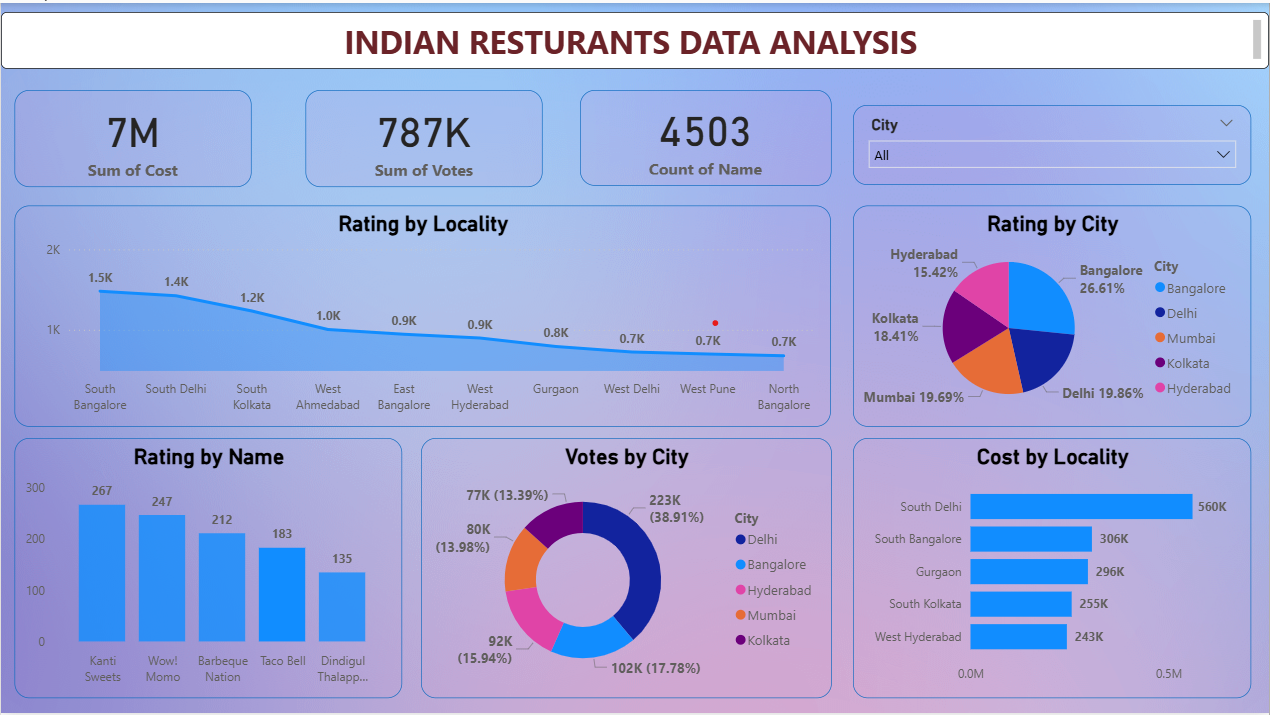 INDIAN RESTURANTS DATA ANALYSIS
7M
Sum of Cost
787K
Sum of Votes
4503
Count of Name
City
All
Rating by Locality
2K
1K
1.5K
1.4K
1.2K
1.0K
0.9K
0.9K
0.8K
0.7K
0.7K
0.7K
South
Bangalore
South Delhi
South
Kolkata
West
Ahmedabad
East
Bangalore
West
Hyderabad
Gurgaon
West Delhi
West Pune
North
Bangalore
Rating by City
Hyderabad
15.42%
Bangalore
26.61%
Kolkata
18.41%
Mumbai 19.69%
Delhi 19.86%
City
Bangalore
Delhi
Mumbai
Kolkata
Hyderabad
Rating by Name
300
200
100
0
267
247
212
183
135
Kanti
Sweets
Wow!
Momo
Barbeque
Nation
Taco Bell
Dindigul
Thalapp...
Votes by City
77K (13.39%)
223K
(38.91%)
80K
(13.98%)
92K
(15.94%)
102K (17.78%)
City
Delhi
Bangalore
Hyderabad
Mumbai
Kolkata
Cost by Locality
South Delhi
560K
South Bangalore
306K
Gurgaon
296K
South Kolkata
255K
West Hyderabad
243K
0.0M
0.5M